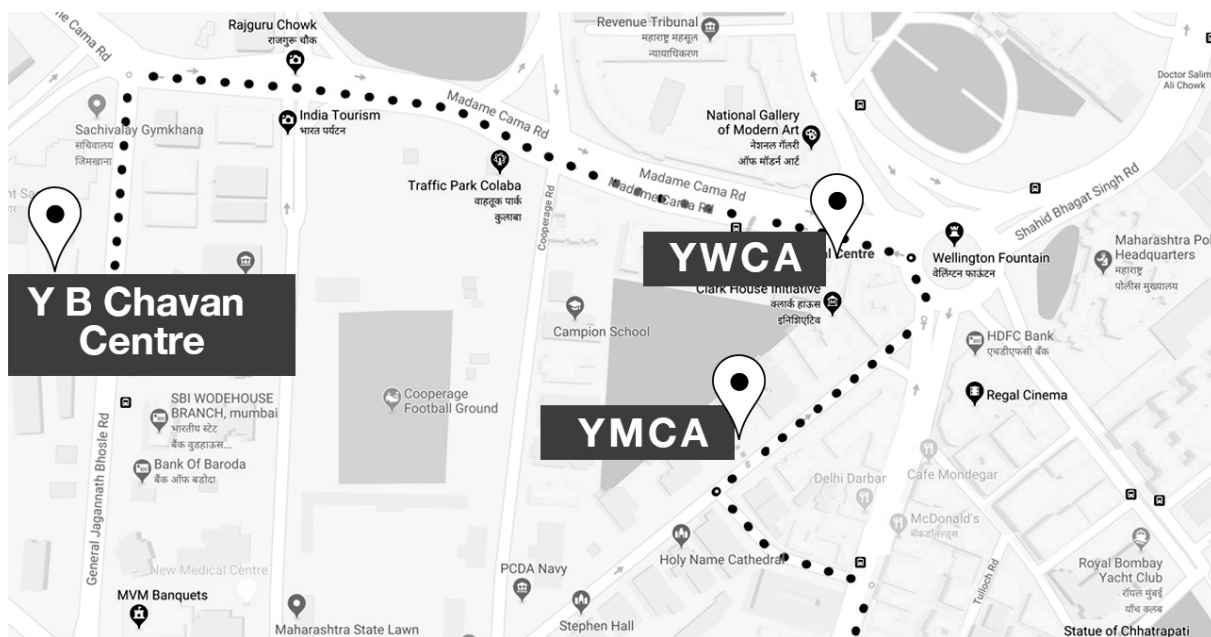 Madame Cama Rd
Rajguru Chowk
राजगुरू चौक
Revenue Tribunal
महाराष्ट्र महसूल
न्यायाधिकरण
Doctor Salim
Ali Chowk
Sachivalay Gymkhana
सचिवालय
जिमखाना
India Tourism
भारत पर्यटन
Madame Cama Rd
National Gallery
of Modern Art
नेशनल गॅलरी
ऑफ मॉडर्न आर्ट
Traffic Park Colaba
वाहतूक पार्क
कुलाबा
Cooperage Rd
Madame Cama Rd
Madame Cama Rd
Shahid Bhagat Singh Rd
Y B Chavan
Centre
YWCA
Centre
Wellington Fountain
वेलिंग्टन फाऊंटन
Maharashtra Pol
Headquarters
महाराष्ट्र
पोलीस मुख्यालय
Clark House Initiative
क्लार्क हाऊस
इनिशिएटिव
Campion School
HDFC Bank
एचडीएफसी बँक
Regal Cinema
SBI WODEHOUSE
BRANCH, mumbai
भारतीय स्टेट
बँक वुडहाऊस...
Cooperage
Football Ground
YMCA
General Jagannath Bhosle Rd
Bank Of Baroda
बँक ऑफ बडोदा
Delhi Darbar
Cafe Mondegar
McDonald's
मॅकडॉनल्ड्स
Holy Name Cathedral
New Medical Centre
PCDA Navy
Tulloch Rd
Royal Bombay
Yacht Club
रॉयल मुंबई
यॉच क्लब
MVM Banquets
Maharashtra State Lawn
Stephen Hall
Statue of Chhatrapati